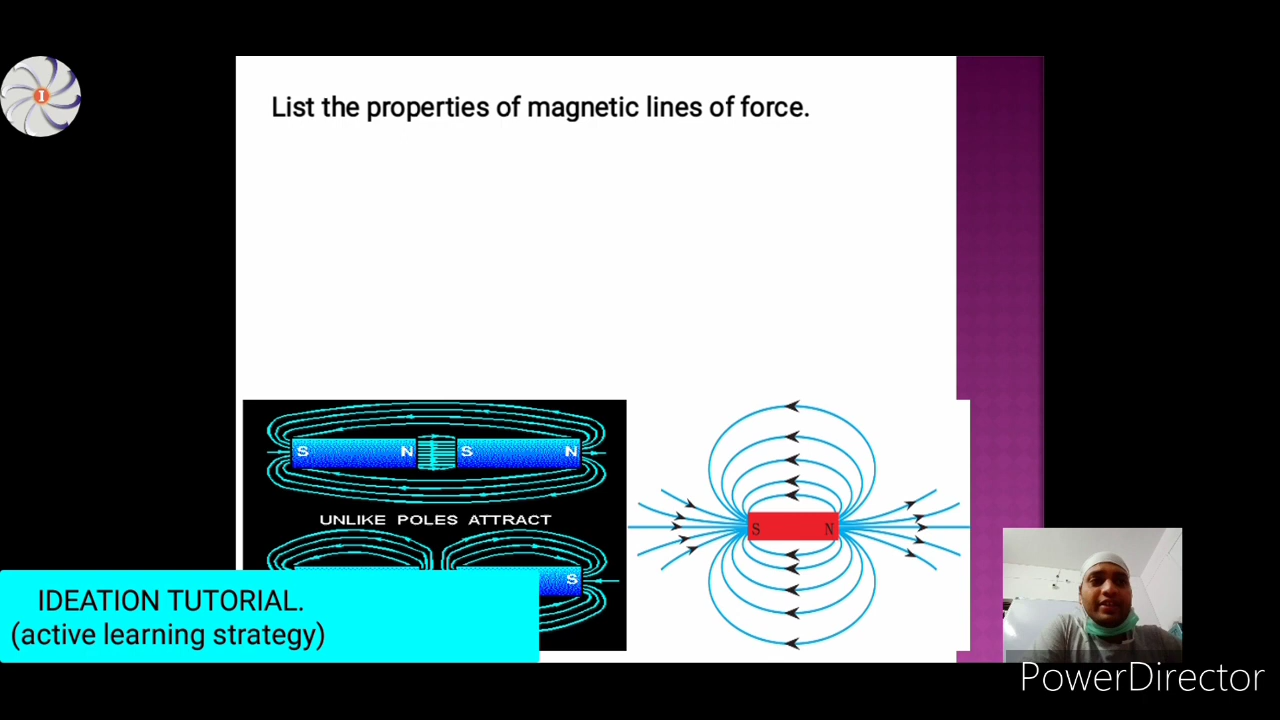 I
List the properties of magnetic lines of force.
S N S N
UNLIKE POLES ATTRACT
S N
S
IDEATION TUTORIAL.
(active learning strategy)
PowerDirector